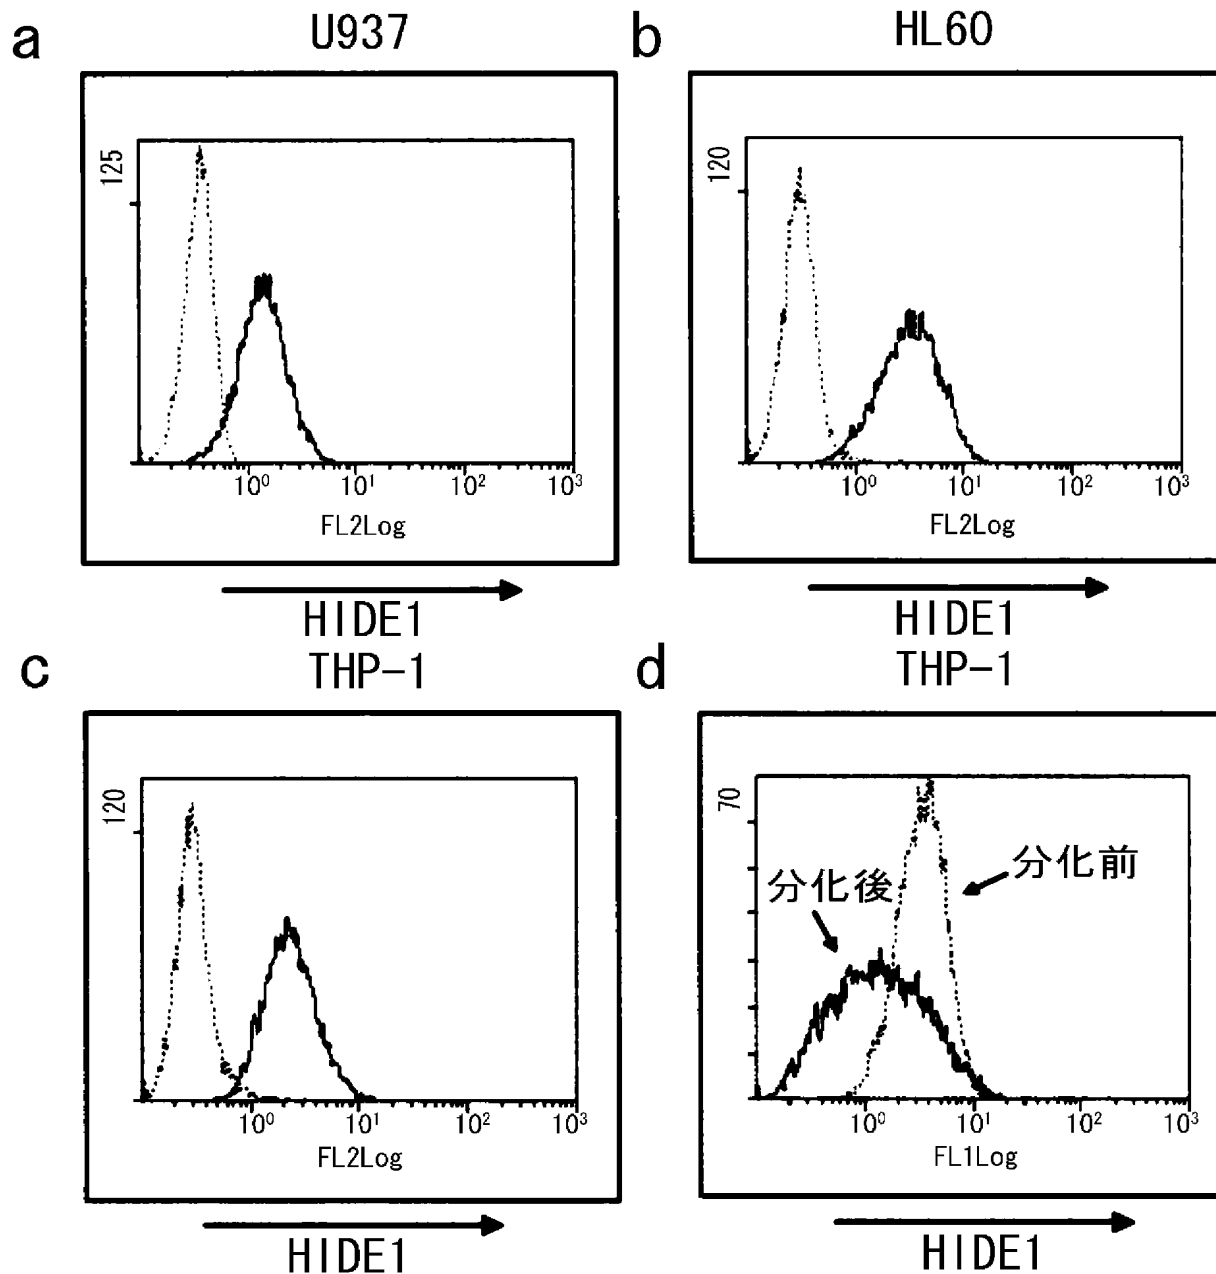 a
U937
125
10⁰ 10¹ 10² 10³
FL2Log
HIDE1
b
HL60
120
10⁰ 10¹ 10² 10³
FL2Log
HIDE1
c
THP-1
120
10⁰ 10¹ 10² 10³
FL2Log
HIDE1
d
THP-1
70
分化後
分化前
10⁰ 10¹ 10² 10³
FL1Log
HIDE1